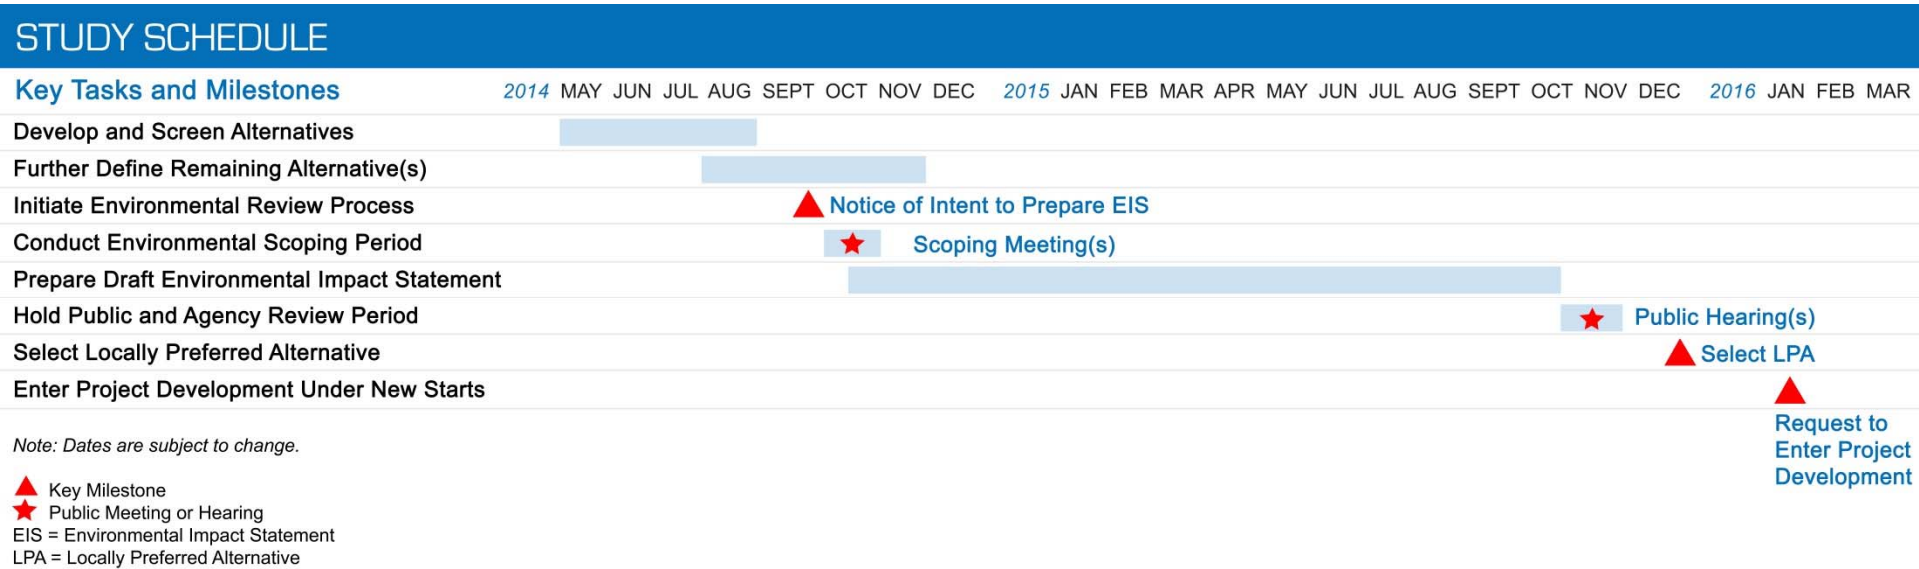 STUDY SCHEDULE
Key Tasks and Milestones 2014 MAY JUN JUL AUG SEPT OCT NOV DEC 2015 JAN FEB MAR APR MAY JUN JUL AUG SEPT OCT NOV DEC 2016 JAN FEB MAR
Develop and Screen Alternatives
Further Define Remaining Alternative(s)
Initiate Environmental Review Process Notice of Intent to Prepare EIS
Conduct Environmental Scoping Period Scoping Meeting(s)
Prepare Draft Environmental Impact Statement
Hold Public and Agency Review Period Public Hearing(s)
Select Locally Preferred Alternative Select LPA
Enter Project Development Under New Starts
Request to
Enter Project
Development
Note: Dates are subject to change.
Key Milestone
Public Meeting or Hearing
EIS = Environmental Impact Statement
LPA = Locally Preferred Alternative